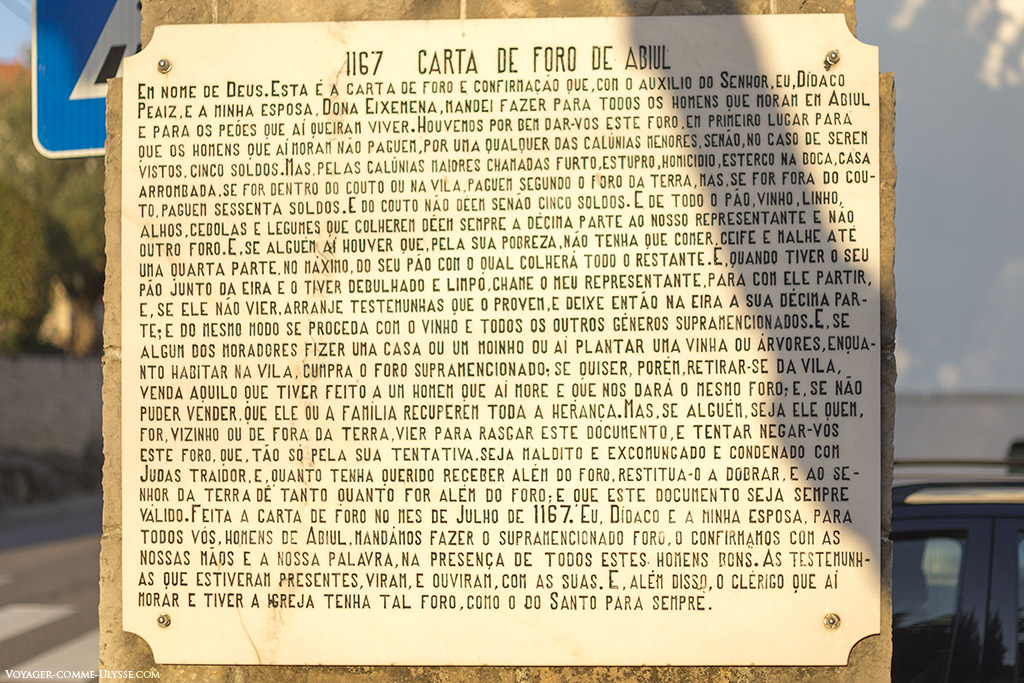 1167 CARTA DE FORO DE ABIUL
EM NOME DE DEUS.ESTA É A CARTA DE FORO E CONFIRMAÇÃO QUE,COM O AUXILIO DO SENHOR,EU,DÍDACO
PEAIZ,E A MINHA ESPOSA, DONA EIXEMENA, MANDEI FAZER PARA TODOS OS HOMENS QUE MORAM EM ABIUL
E PARA OS PEÕES QUE AÍ QUEIRAM VIVER.HOUVEMOS POR BEM DAR-VOS ESTE FORO,EM PRIMEIRO LUGAR PARA
QUE OS HOMENS QUE AÍ MORAM NÃO PAGUEM,POR UMA QUALQUER DAS CALÚNIAS MENORES,SENÃO,NO CASO DE SEREM
VISTOS,CINCO SOLDOS.MAS,PELAS CALÚNIAS MAIORES CHAMADAS FURTO,ESTUPRO,HOMICÍDIO,ESTERCO NA BOCA,CASA
ARROMBADA,SE FOR DENTRO DO COUTO OU NA VILA,PAGUEM SEGUNDO O FORO DA TERRA,MAS,SE FOR FORA DO COU-
TO,PAGUEM SESSENTA SOLDOS.E DO COUTO NÃO DÊEM SENÃO CINCO SOLDOS.E DE TODO O PÃO,VINHO,LINHO,
ALHOS,CEBOLAS E LEGUMES QUE COLHEREM DÊEM SEMPRE A DÉCIMA PARTE AO NOSSO REPRESENTANTE E NÃO
OUTRO FORO.E,SE ALGUÉM AÍ HOUVER QUE,PELA SUA POBREZA,NÃO TENHA QUE COMER,CEIFE E MALHE ATÉ
UMA QUARTA PARTE,NO MÁXIMO,DO SEU PÃO COM O QUAL COLHERÁ TODO O RESTANTE.E,QUANDO TIVER O SEU
PÃO JUNTO DA EIRA E O TIVER DEBULHADO E LIMPO,CHAME O MEU REPRESENTANTE,PARA COM ELE PARTIR,
E,SE ELE NÃO VIER,ARRANJE TESTEMUNHAS QUE O PROVEM,E DEIXE ENTÃO NA EIRA A SUA DÉCIMA PAR-
TE;E DO MESMO MODO SE PROCEDA COM O VINHO E TODOS OS OUTROS GÉNEROS SUPRAMENCIONADOS.E,SE
ALGUM DOS MORADORES FIZER UMA CASA OU UM MOINHO OU AÍ PLANTAR UMA VINHA OU ÁRVORES,ENQUA-
NTO HABITAR NA VILA,CUMPRA O FORO SUPRAMENCIONADO;SE QUISER,PORÉM,RETIRAR-SE DA VILA,
VENDA AQUILO QUE TIVER FEITO A UM HOMEM QUE AÍ MORE E QUE NOS DARÁ O MESMO FORO;E,SE NÃO
PUDER VENDER,QUE ELE OU A FAMÍLIA RECUPEREM TODA A HERANÇA.MAS,SE ALGUÉM,SEJA ELE QUEM,
FOR,VIZINHO OU DE FORA DA TERRA,VIER PARA RASGAR ESTE DOCUMENTO,E TENTAR NEGAR-VOS
ESTE FORO,QUE,TÃO SÓ PELA SUA TENTATIVA,SEJA MALDITO E EXCOMUNGADO E CONDENADO COM
JUDAS TRAIDOR,E,QUANTO TENHA QUERIDO RECEBER ALÉM DO FORO,RESTITUA-O A DOBRAR,E AO SE-
NHOR DA TERRA DÊ TANTO QUANTO FOR ALÉM DO FORO;E QUE ESTE DOCUMENTO SEJA SEMPRE
VÁLIDO.FEITA A CARTA DE FORO NO MES DE JULHO DE 1167.EU,DÍDACO E A MINHA ESPOSA,PARA
TODOS VÓS,HOMENS DE ABIUL,MANDÁMOS FAZER O SUPRAMENCIONADO FORO,O CONFIRMAMOS COM AS
NOSSAS MÃOS E A NOSSA PALAVRA,NA PRESENÇA DE TODOS ESTES HOMENS BONS.AS TESTEMUNH-
AS QUE ESTIVERAM PRESENTES,VIRAM,E OUVIRAM,COM AS SUAS.E,ALÉM DISSO,O CLÉRIGO QUE AÍ
MORAR E TIVER A IGREJA TENHA TAL FORO,COMO O DO SANTO PARA SEMPRE.
VOYAGER-COMME-ULYSSE.COM